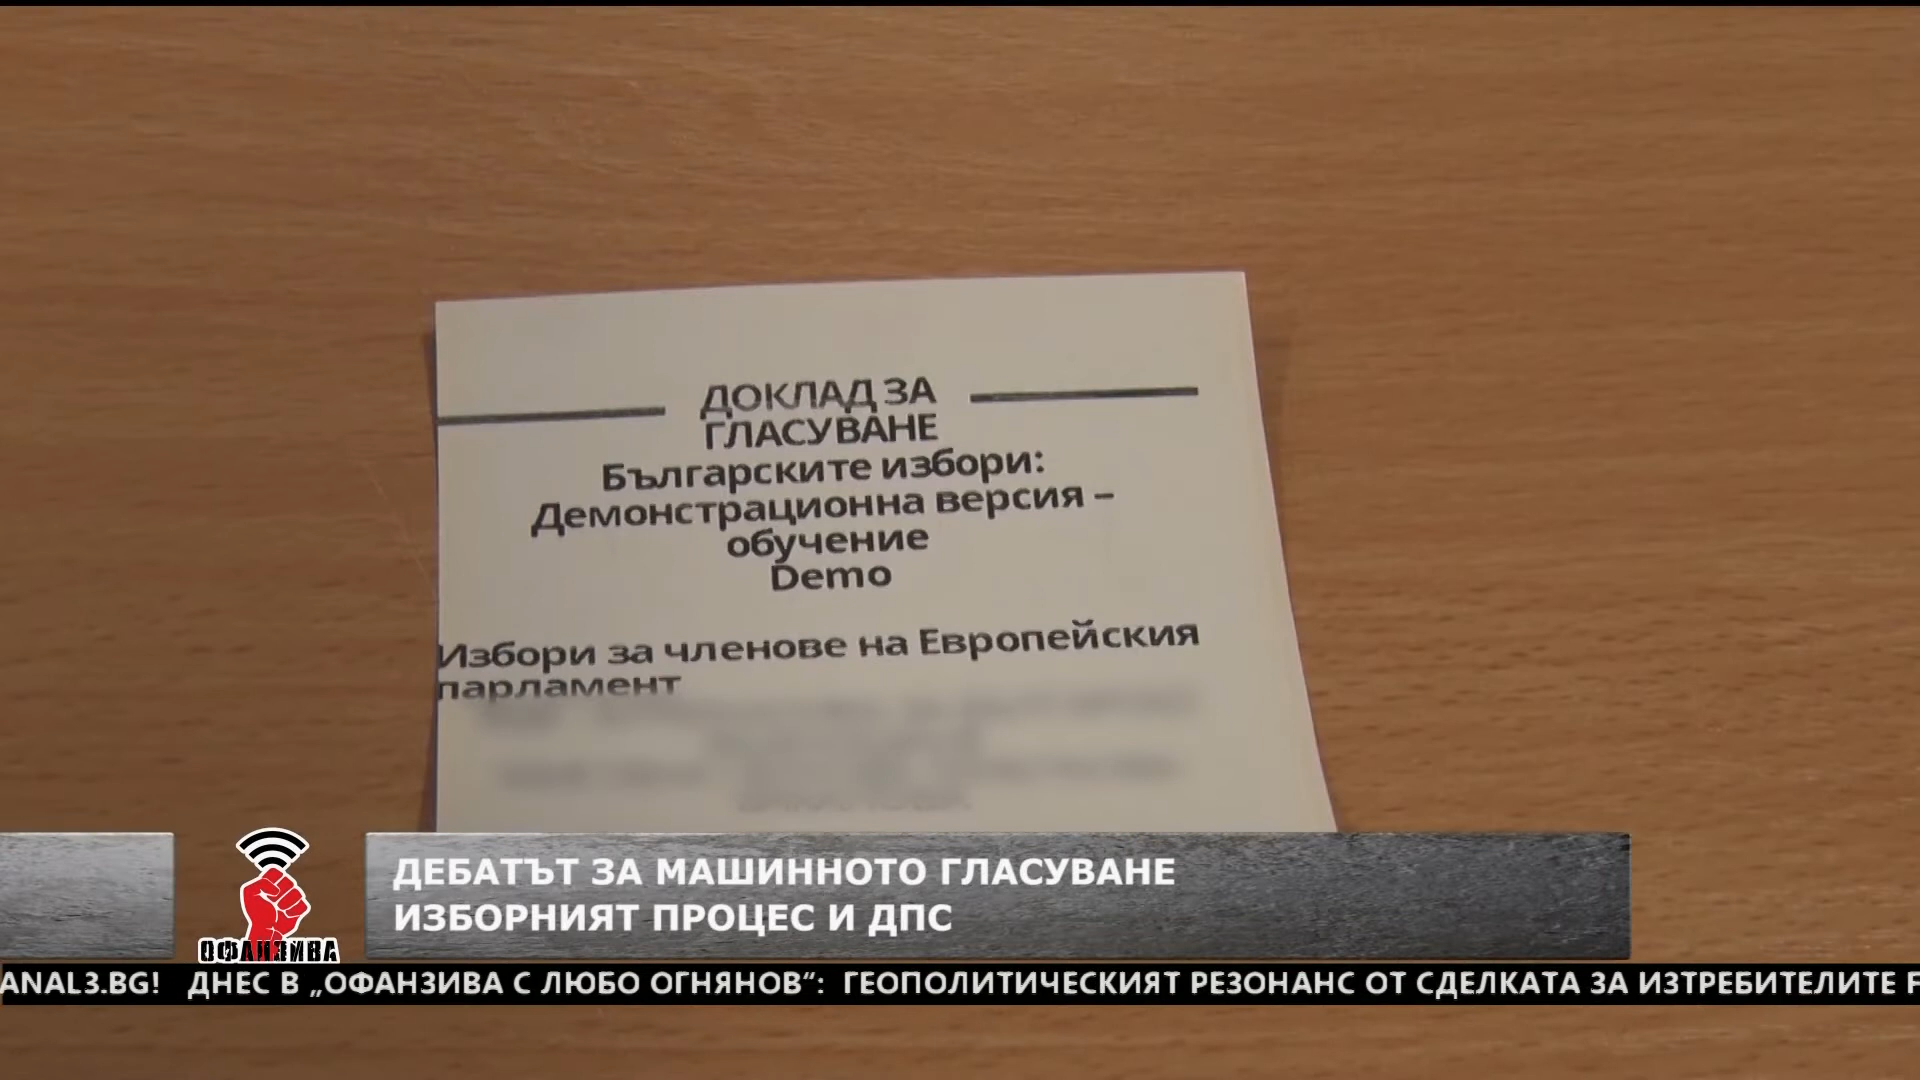 ДОКЛАД ЗА
ГЛАСУВАНЕ
Българските избори:
Демонстрационна версия –
обучение
Demo
Избори за членове на Европейския
парламент
ДЕБАТЪТ ЗА МАШИННОТО ГЛАСУВАНЕ
ИЗБОРНИЯТ ПРОЦЕС И ДПС
ОФАНЗИВА
ANAL3.BG! ДНЕС В „ОФАНЗИВА С ЛЮБО ОГНЯНОВ“: ГЕОПОЛИТИЧЕСКИЯТ РЕЗОНАНС ОТ СДЕЛКАТА ЗА ИЗТРЕБИТЕЛИТЕ F